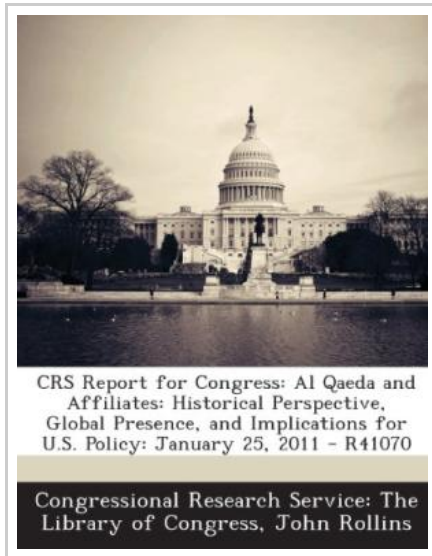 CRS Report for Congress: Al Qaeda and
Affiliates: Historical Perspective,
Global Presence, and Implications for
U.S. Policy: January 25, 2011 - R41070
Congressional Research Service: The
Library of Congress, John Rollins